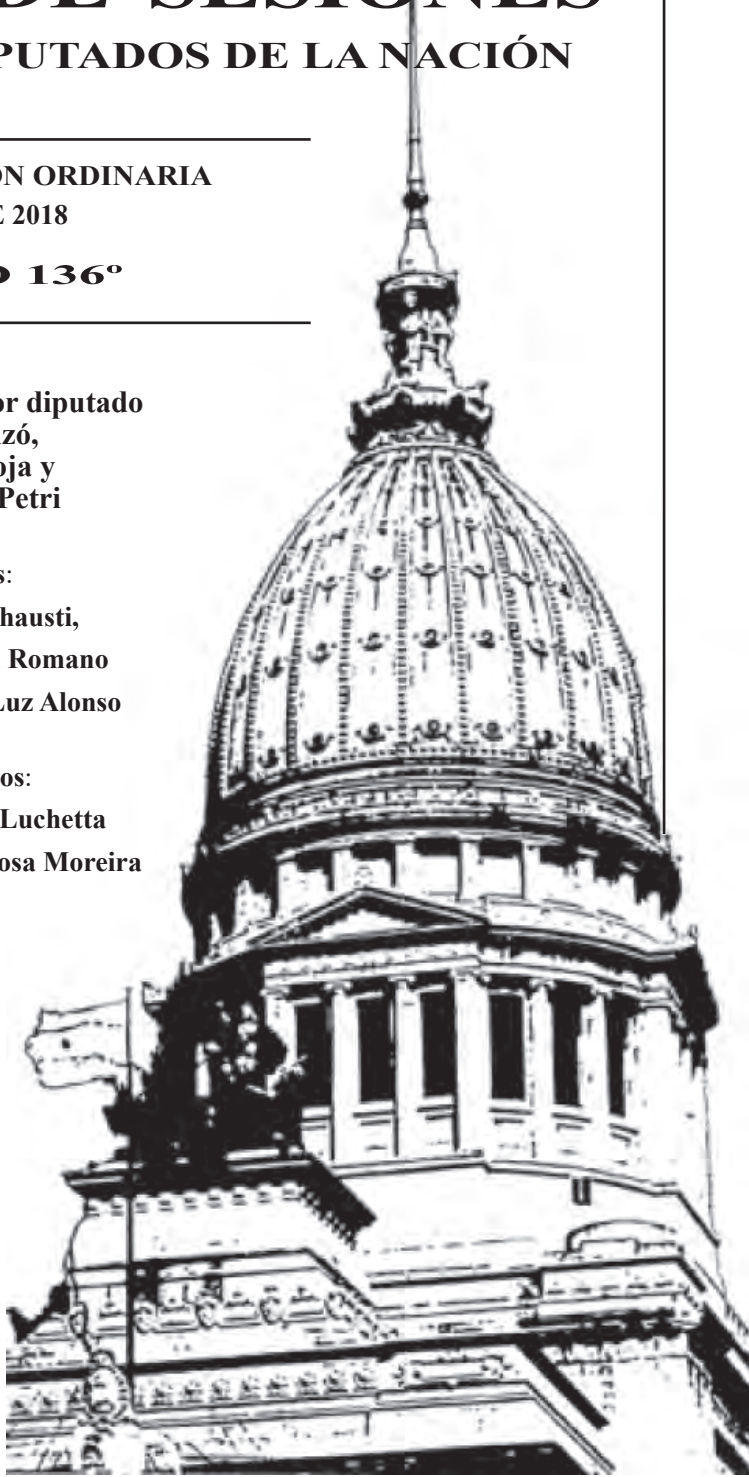 DE SESIONES
PUTADOS DE LA NACIÓN
N ORDINARIA
E 2018
O 136º
or diputado
zó,
oja y
Petri
s:
hausti,
Romano
Luz Alonso
os:
Luchetta
osa Moreira